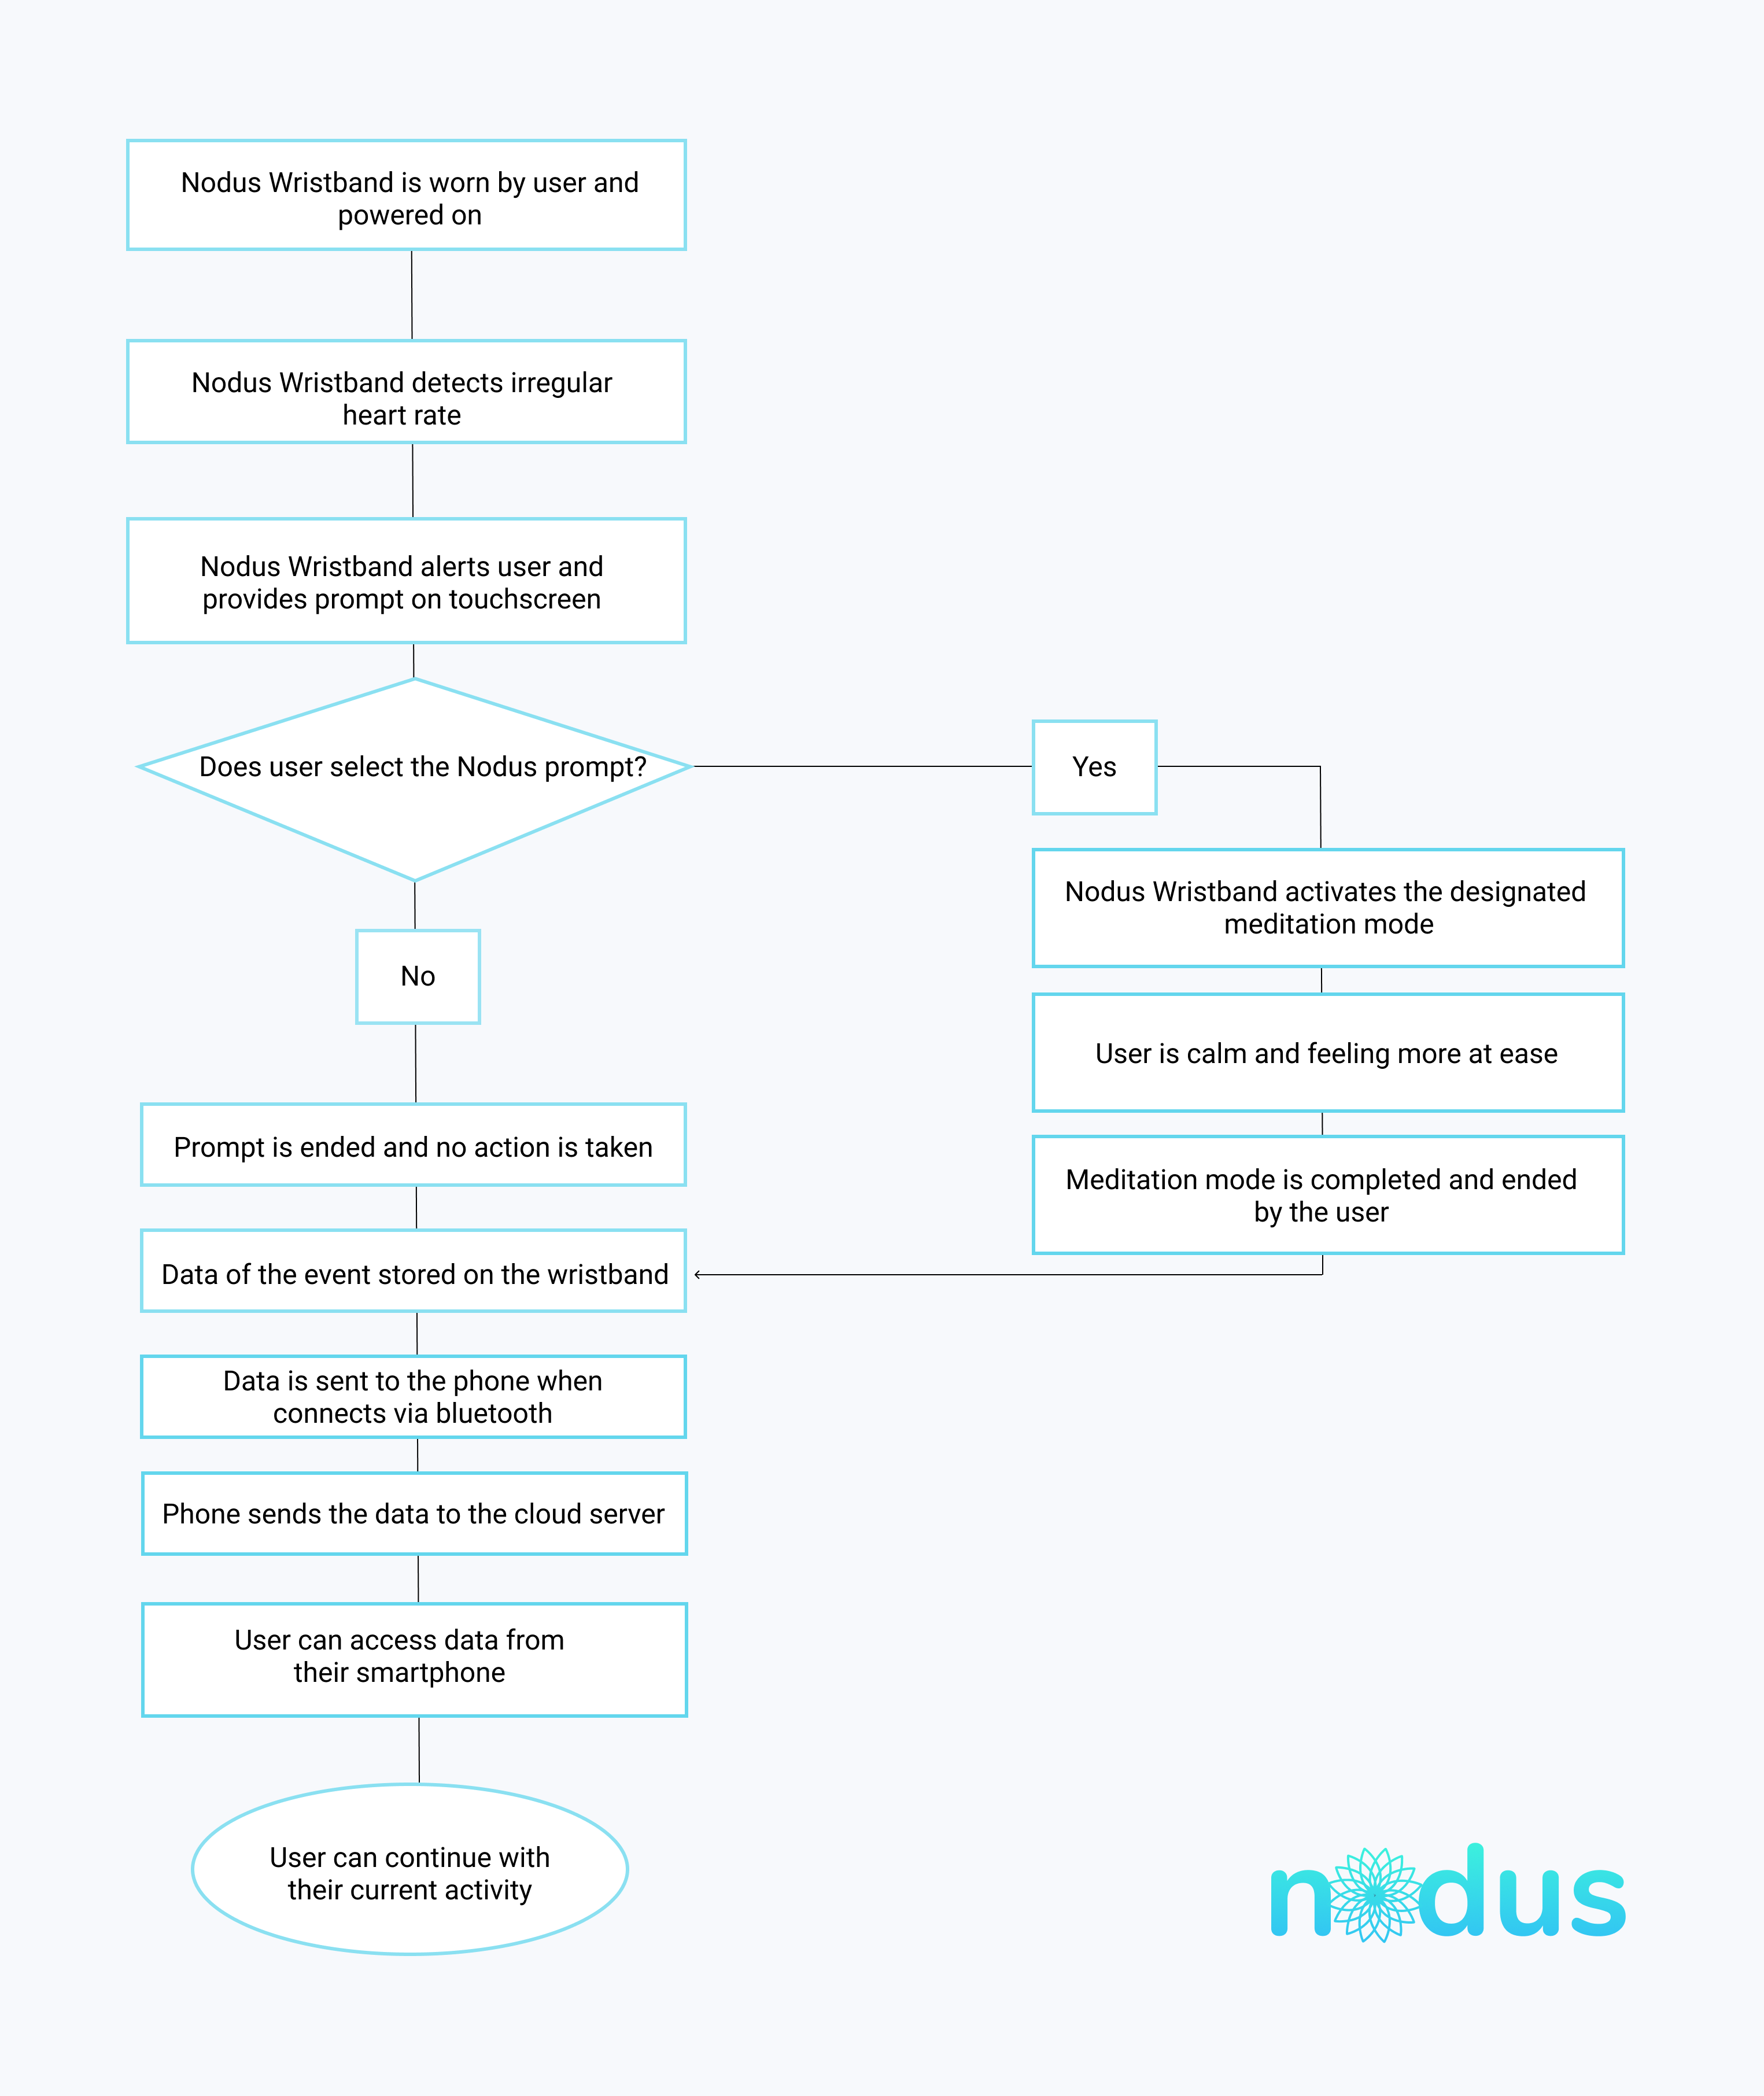 Nodus Wristband is worn by user and
powered on
Nodus Wristband detects irregular
heart rate
Nodus Wristband alerts user and
provides prompt on touchscreen
Does user select the Nodus prompt?
Yes
Nodus Wristband activates the designated
meditation mode
User is calm and feeling more at ease
Meditation mode is completed and ended
by the user
No
Prompt is ended and no action is taken
Data of the event stored on the wristband
Data is sent to the phone when
connects via bluetooth
Phone sends the data to the cloud server
User can access data from
their smartphone
User can continue with
their current activity
nodus